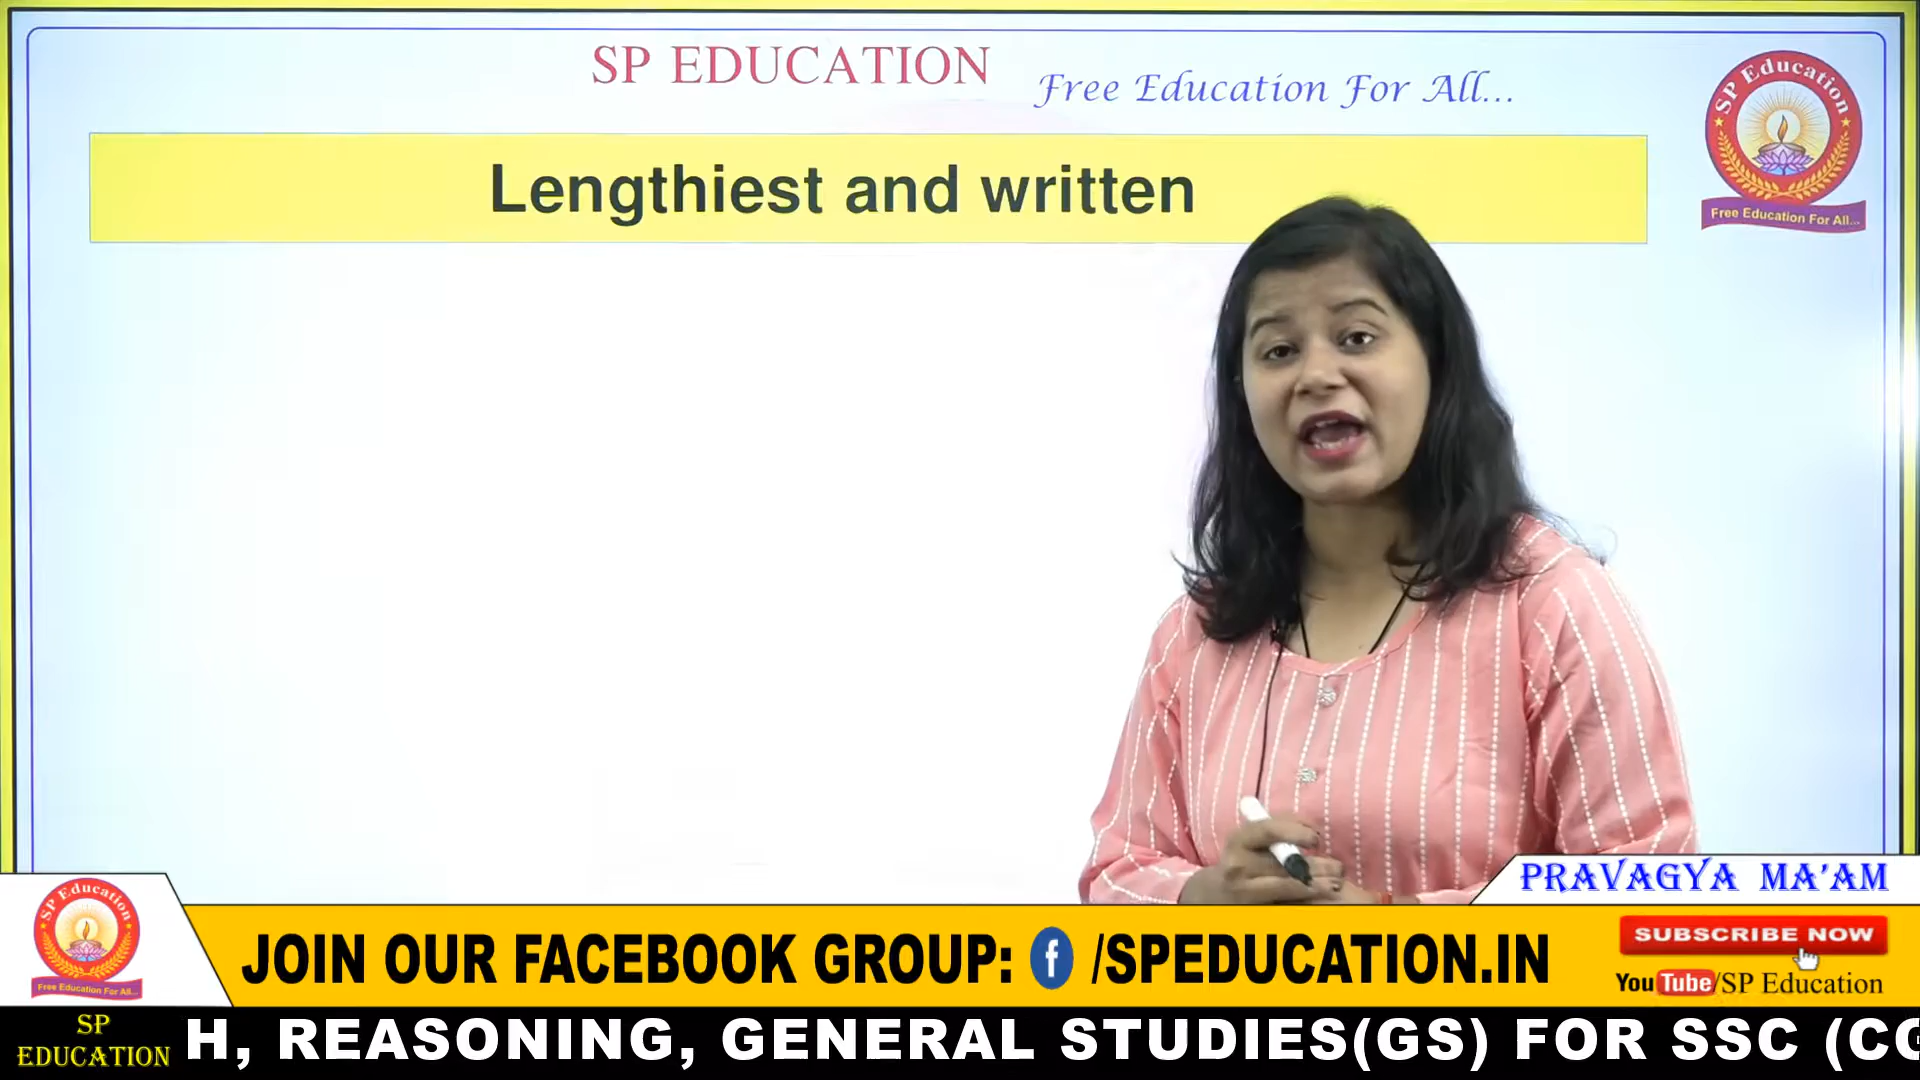 SP EDUCATION
Free Education For All...
SP Education
Free Education For All...
Lengthiest and written
PRAVAGYA MA'AM
SP Education
Free Education For All...
JOIN OUR FACEBOOK GROUP: f /SPEDUCATION.IN
SUBSCRIBE NOW
YouTube/SP Education
SP EDUCATION
H, REASONING, GENERAL STUDIES(GS) FOR SSC (CG